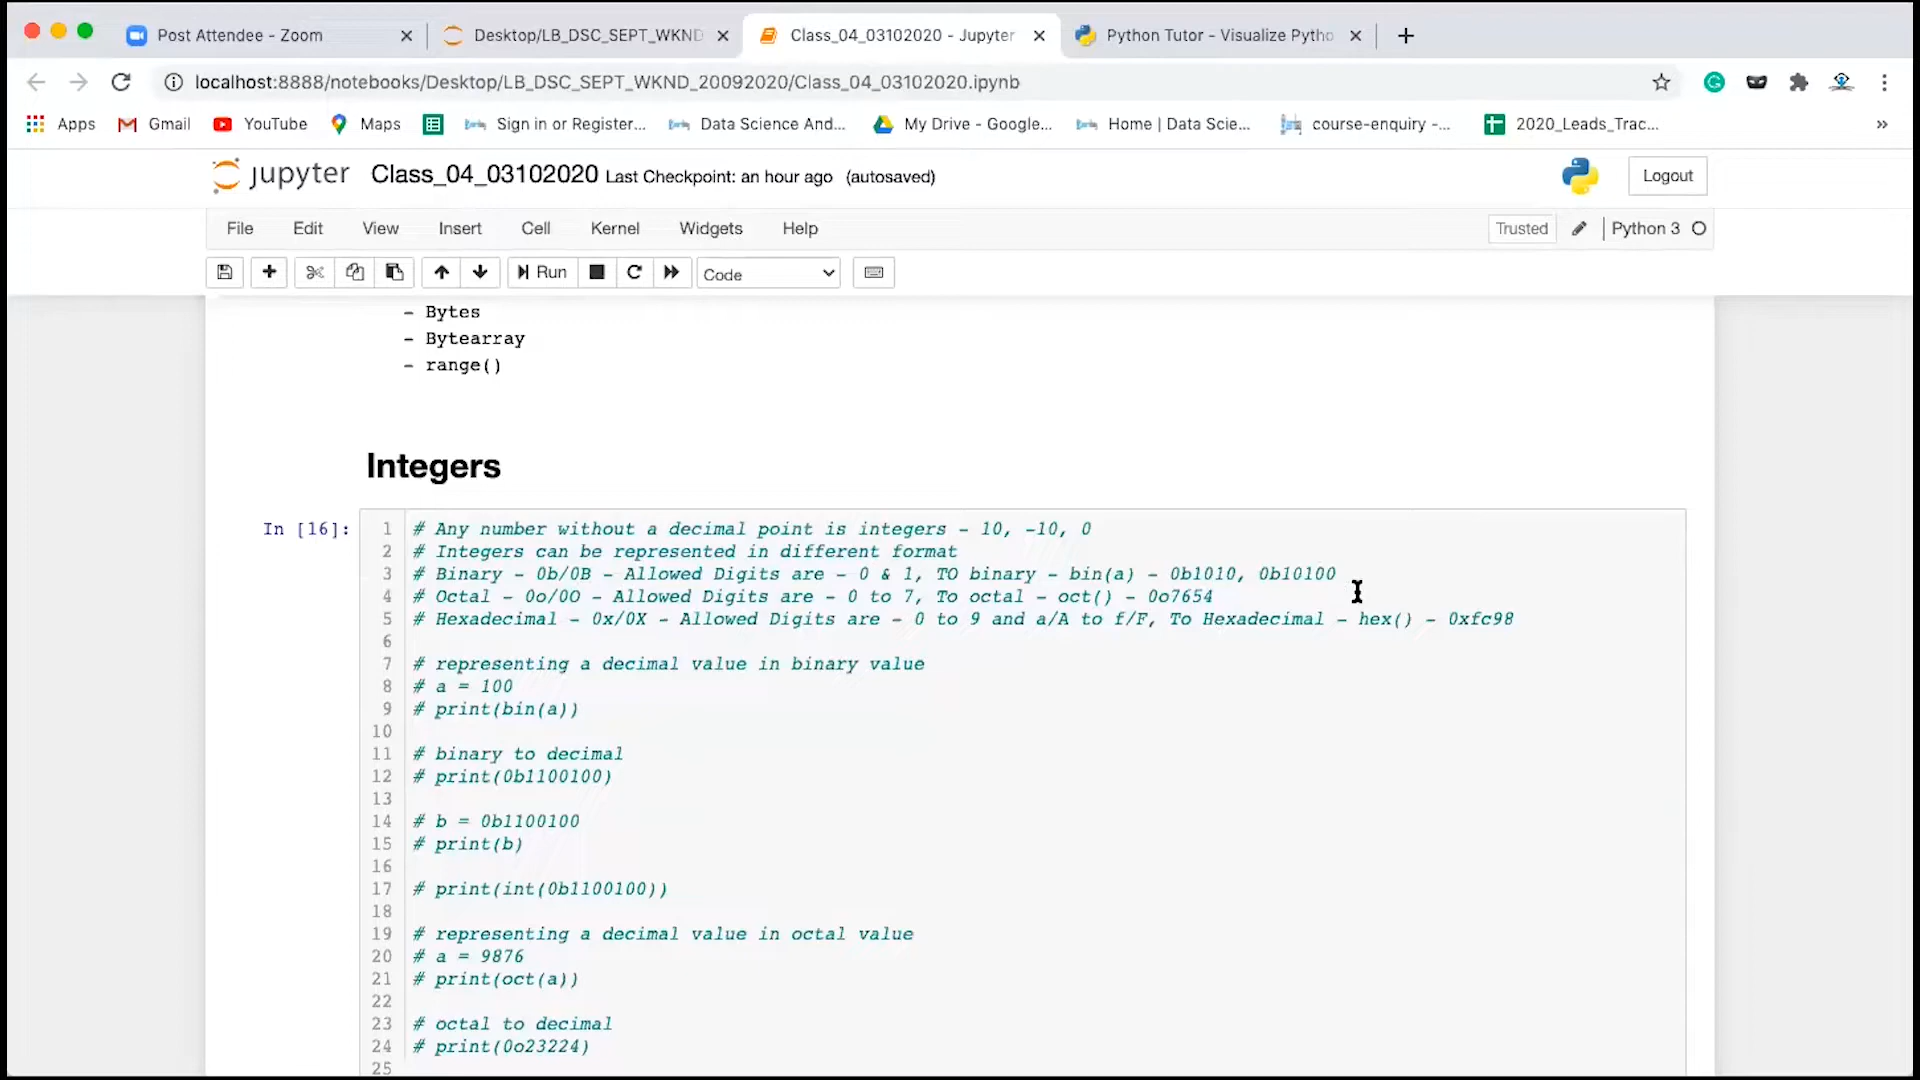 Post Attendee - Zoom
Desktop/LB_DSC_SEPT_WKND
Class_04_03102020 - Jupyter
Python Tutor - Visualize Pytho
localhost:8888/notebooks/Desktop/LB_DSC_SEPT_WKND_20092020/Class_04_03102020.ipynb
Apps
Gmail
YouTube
Maps
Sign in or Register...
Data Science And...
My Drive - Google...
Home | Data Scie...
course-enquiry -...
2020_Leads_Trac...
»
jupyter Class_04_03102020 Last Checkpoint: an hour ago (autosaved)
Logout
File Edit View Insert Cell Kernel Widgets Help
Trusted
Python 3
Run
Code
- Bytes
- Bytearray
- range()
Integers
In [16]:
1 # Any number without a decimal point is integers - 10, -10, 0
2 # Integers can be represented in different format
3 # Binary - 0b/0B - Allowed Digits are - 0 & 1, TO binary - bin(a) - 0b1010, 0b10100
4 # Octal - 0o/0O - Allowed Digits are - 0 to 7, To octal - oct() - 0o7654
5 # Hexadecimal - 0x/0X - Allowed Digits are - 0 to 9 and a/A to f/F, To Hexadecimal - hex() - 0xfc98
6
7 # representing a decimal value in binary value
8 # a = 100
9 # print(bin(a))
10
11 # binary to decimal
12 # print(0b1100100)
13
14 # b = 0b1100100
15 # print(b)
16
17 # print(int(0b1100100))
18
19 # representing a decimal value in octal value
20 # a = 9876
21 # print(oct(a))
22
23 # octal to decimal
24 # print(0o23224)
25